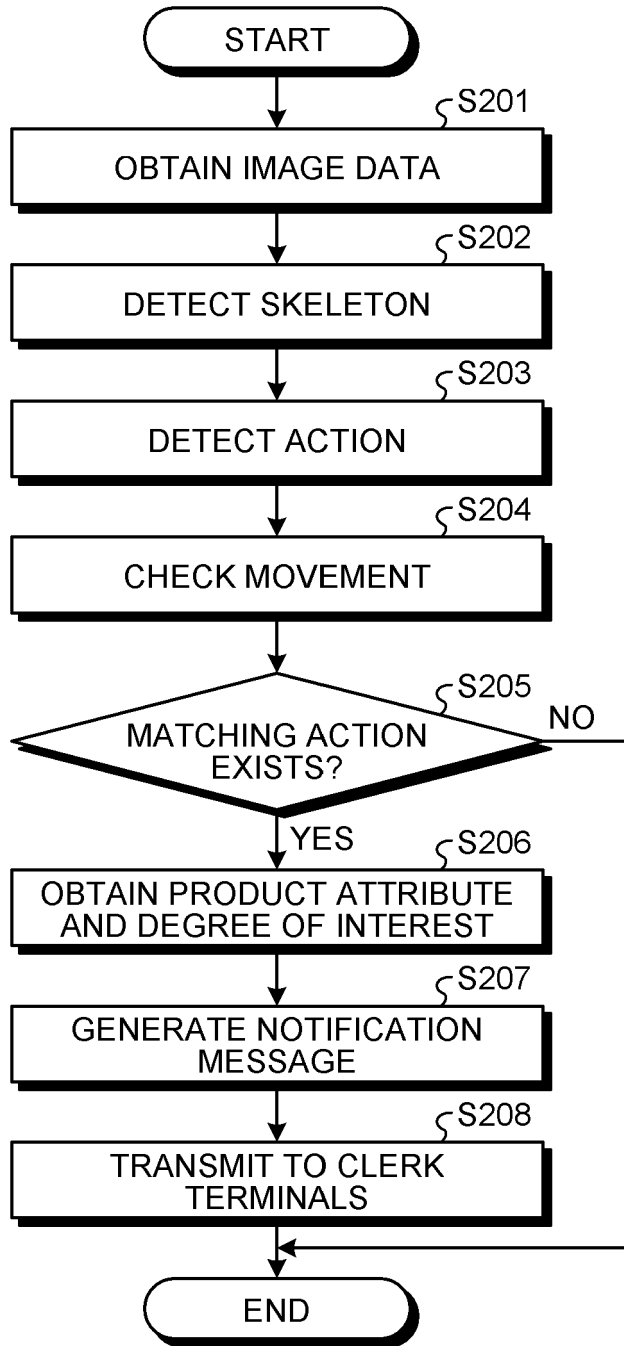 START
S201
OBTAIN IMAGE DATA
S202
DETECT SKELETON
S203
DETECT ACTION
S204
CHECK MOVEMENT
S205
MATCHING ACTION
EXISTS?
NO
YES
S206
OBTAIN PRODUCT ATTRIBUTE
AND DEGREE OF INTEREST
S207
GENERATE NOTIFICATION
MESSAGE
S208
TRANSMIT TO CLERK
TERMINALS
END